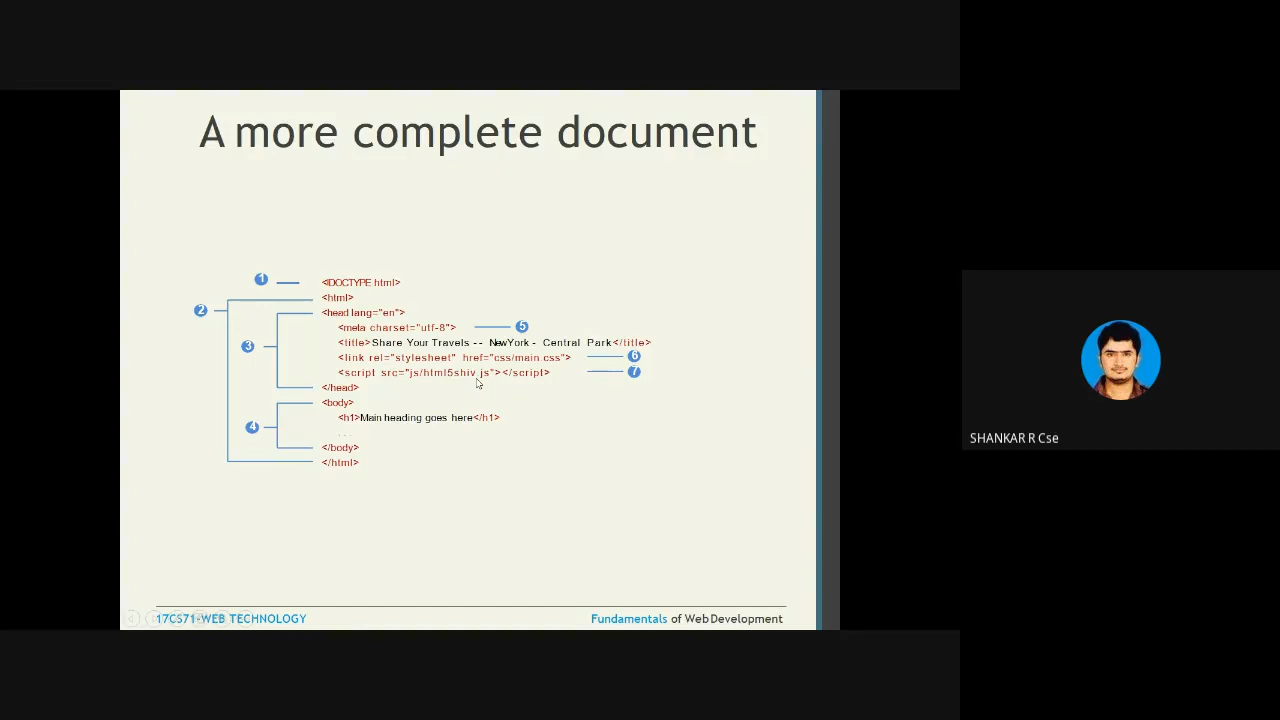 A more complete document
1
<!DOCTYPE html>
2
<html>
<head lang="en">
<meta charset="utf-8">
5
3
<title>Share Your Travels -- New York - Central Park</title>
<link rel="stylesheet" href="css/main.css">
6
<script src="js/html5shiv.js"></script>
7
</head>
<body>
4
<h1>Main heading goes here</h1>
. . .
</body>
</html>
17CS71-WEB TECHNOLOGY
Fundamentals of Web Development
SHANKAR R Cse